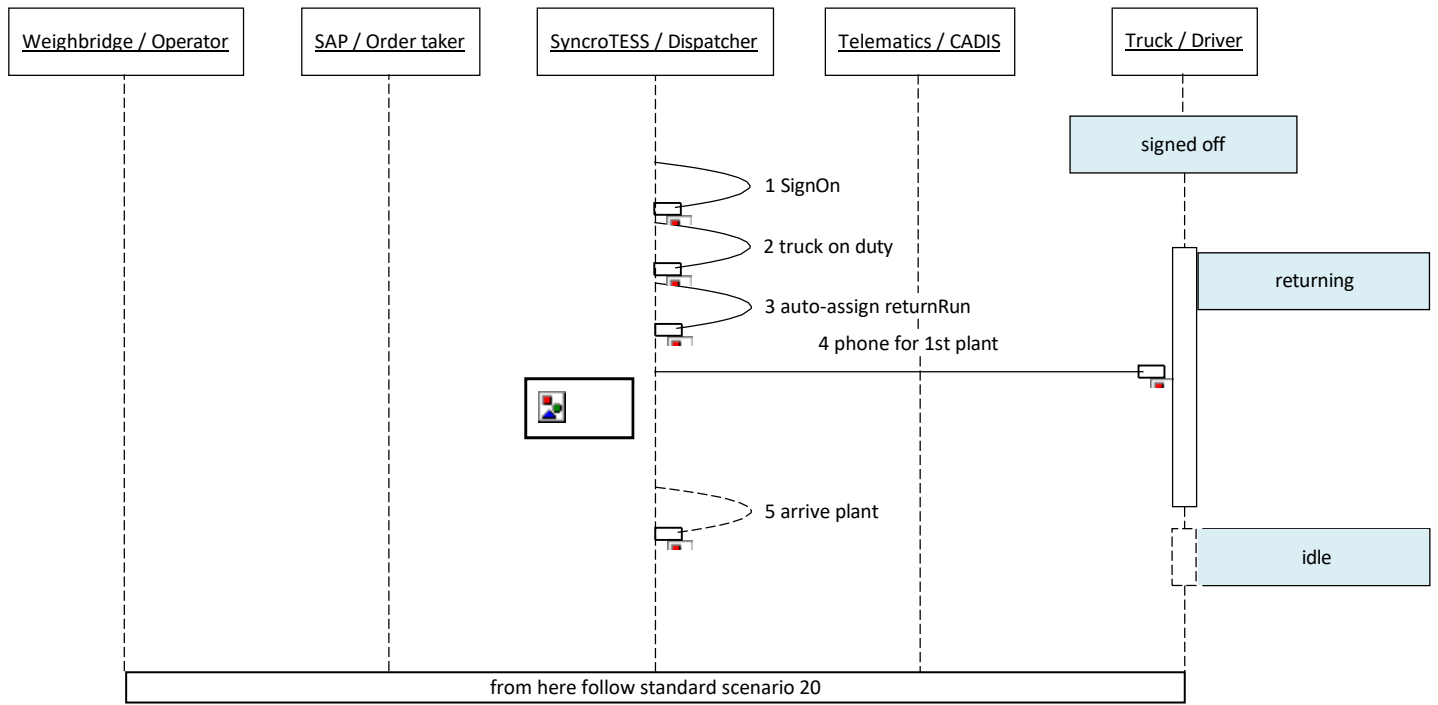 Weighbridge / Operator
SAP / Order taker
SyncroTESS / Dispatcher
Telematics / CADIS
Truck / Driver
signed off
1 SignOn
2 truck on duty
returning
3 auto-assign returnRun
4 phone for 1st plant
5 arrive plant
idle
from here follow standard scenario 20